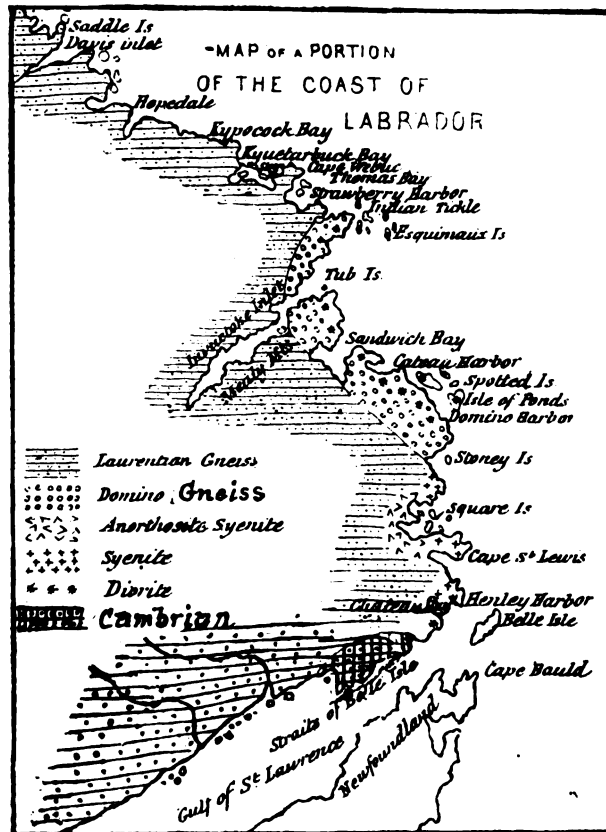 Saddle Is
Davis inlet
-MAP OF A PORTION
OF THE COAST OF
LABRADOR
Hopedale
Kypocock Bay
Kyuetarbuck Bay
Cape Webuc
Thomas Bay
Strawberry Harbor
Indian Tickle
Esquimaux Is
Tub Is.
Inlet
Mealy Mts
Sandwich Bay
Cateau Harbor
Spotted Is
Isle of Ponds
Domino Harbor
Stoney Is
Laurentian Gneiss
Domino Gneiss
Anorthosite Syenite
Syenite
Diorite
Cambrian
Square Is
Cape St Lewis
Chateau Bay
Henley Harbor
Belle Isle
Cape Bauld
Straits of Belle Isle
Gulf of St Lawrence
Newfoundland